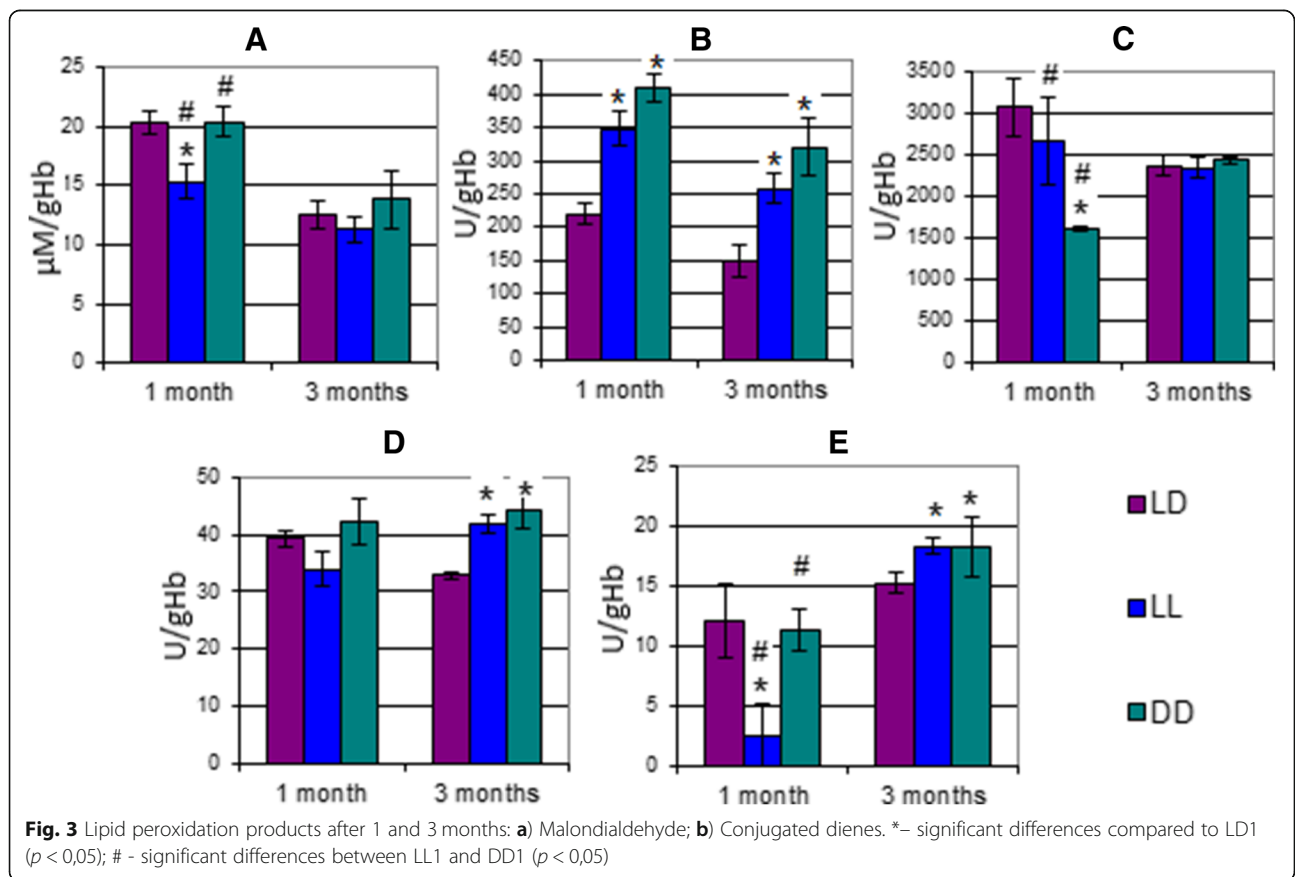 A
25
20
15
10
5
0
µM/gHb
# #
*
1 month 3 months
B
450
400
350
300
250
200
150
100
50
0
U/gHb
* * * *
1 month 3 months
C
3500
3000
2500
2000
1500
1000
500
0
U/gHb
#
#
*
1 month 3 months
D
50
40
30
20
10
0
U/gHb
* *
1 month 3 months
E
25
20
15
10
5
0
U/gHb
#
*
#
* *
1 month 3 months
LD
LL
DD
Fig. 3 Lipid peroxidation products after 1 and 3 months: a) Malondialdehyde; b) Conjugated dienes. *– significant differences compared to LD1
(p < 0,05); # - significant differences between LL1 and DD1 (p < 0,05)